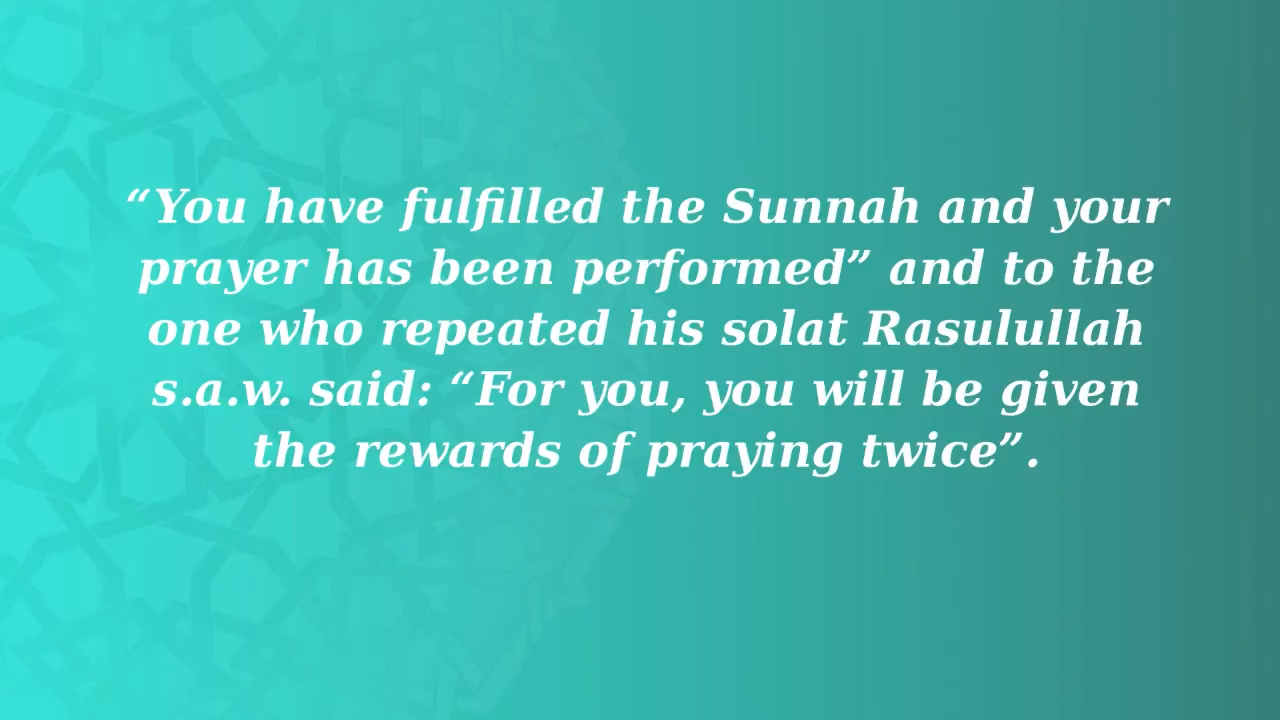 “You have fulfilled the Sunnah and your
prayer has been performed” and to the
one who repeated his solat Rasulullah
s.a.w. said: “For you, you will be given
the rewards of praying twice”.